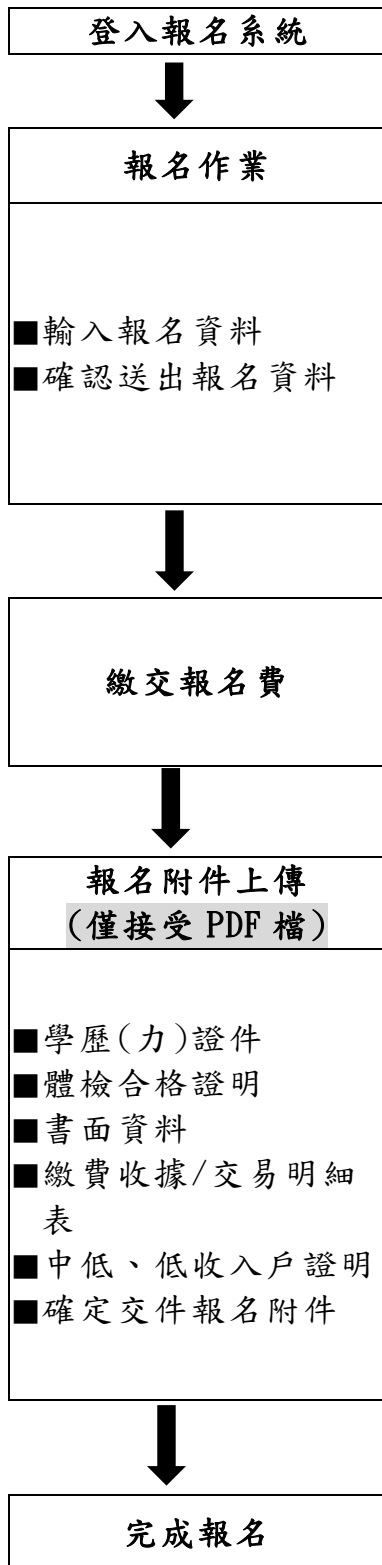 登入報名系統
報名作業
■輸入報名資料
■確認送出報名資料
繳交報名費
報名附件上傳
(僅接受 PDF 檔)
■學歷(力)證件
■體檢合格證明
■書面資料
■繳費收據/交易明細
表
■中低、低收入戶證明
■確定交件報名附件
完成報名